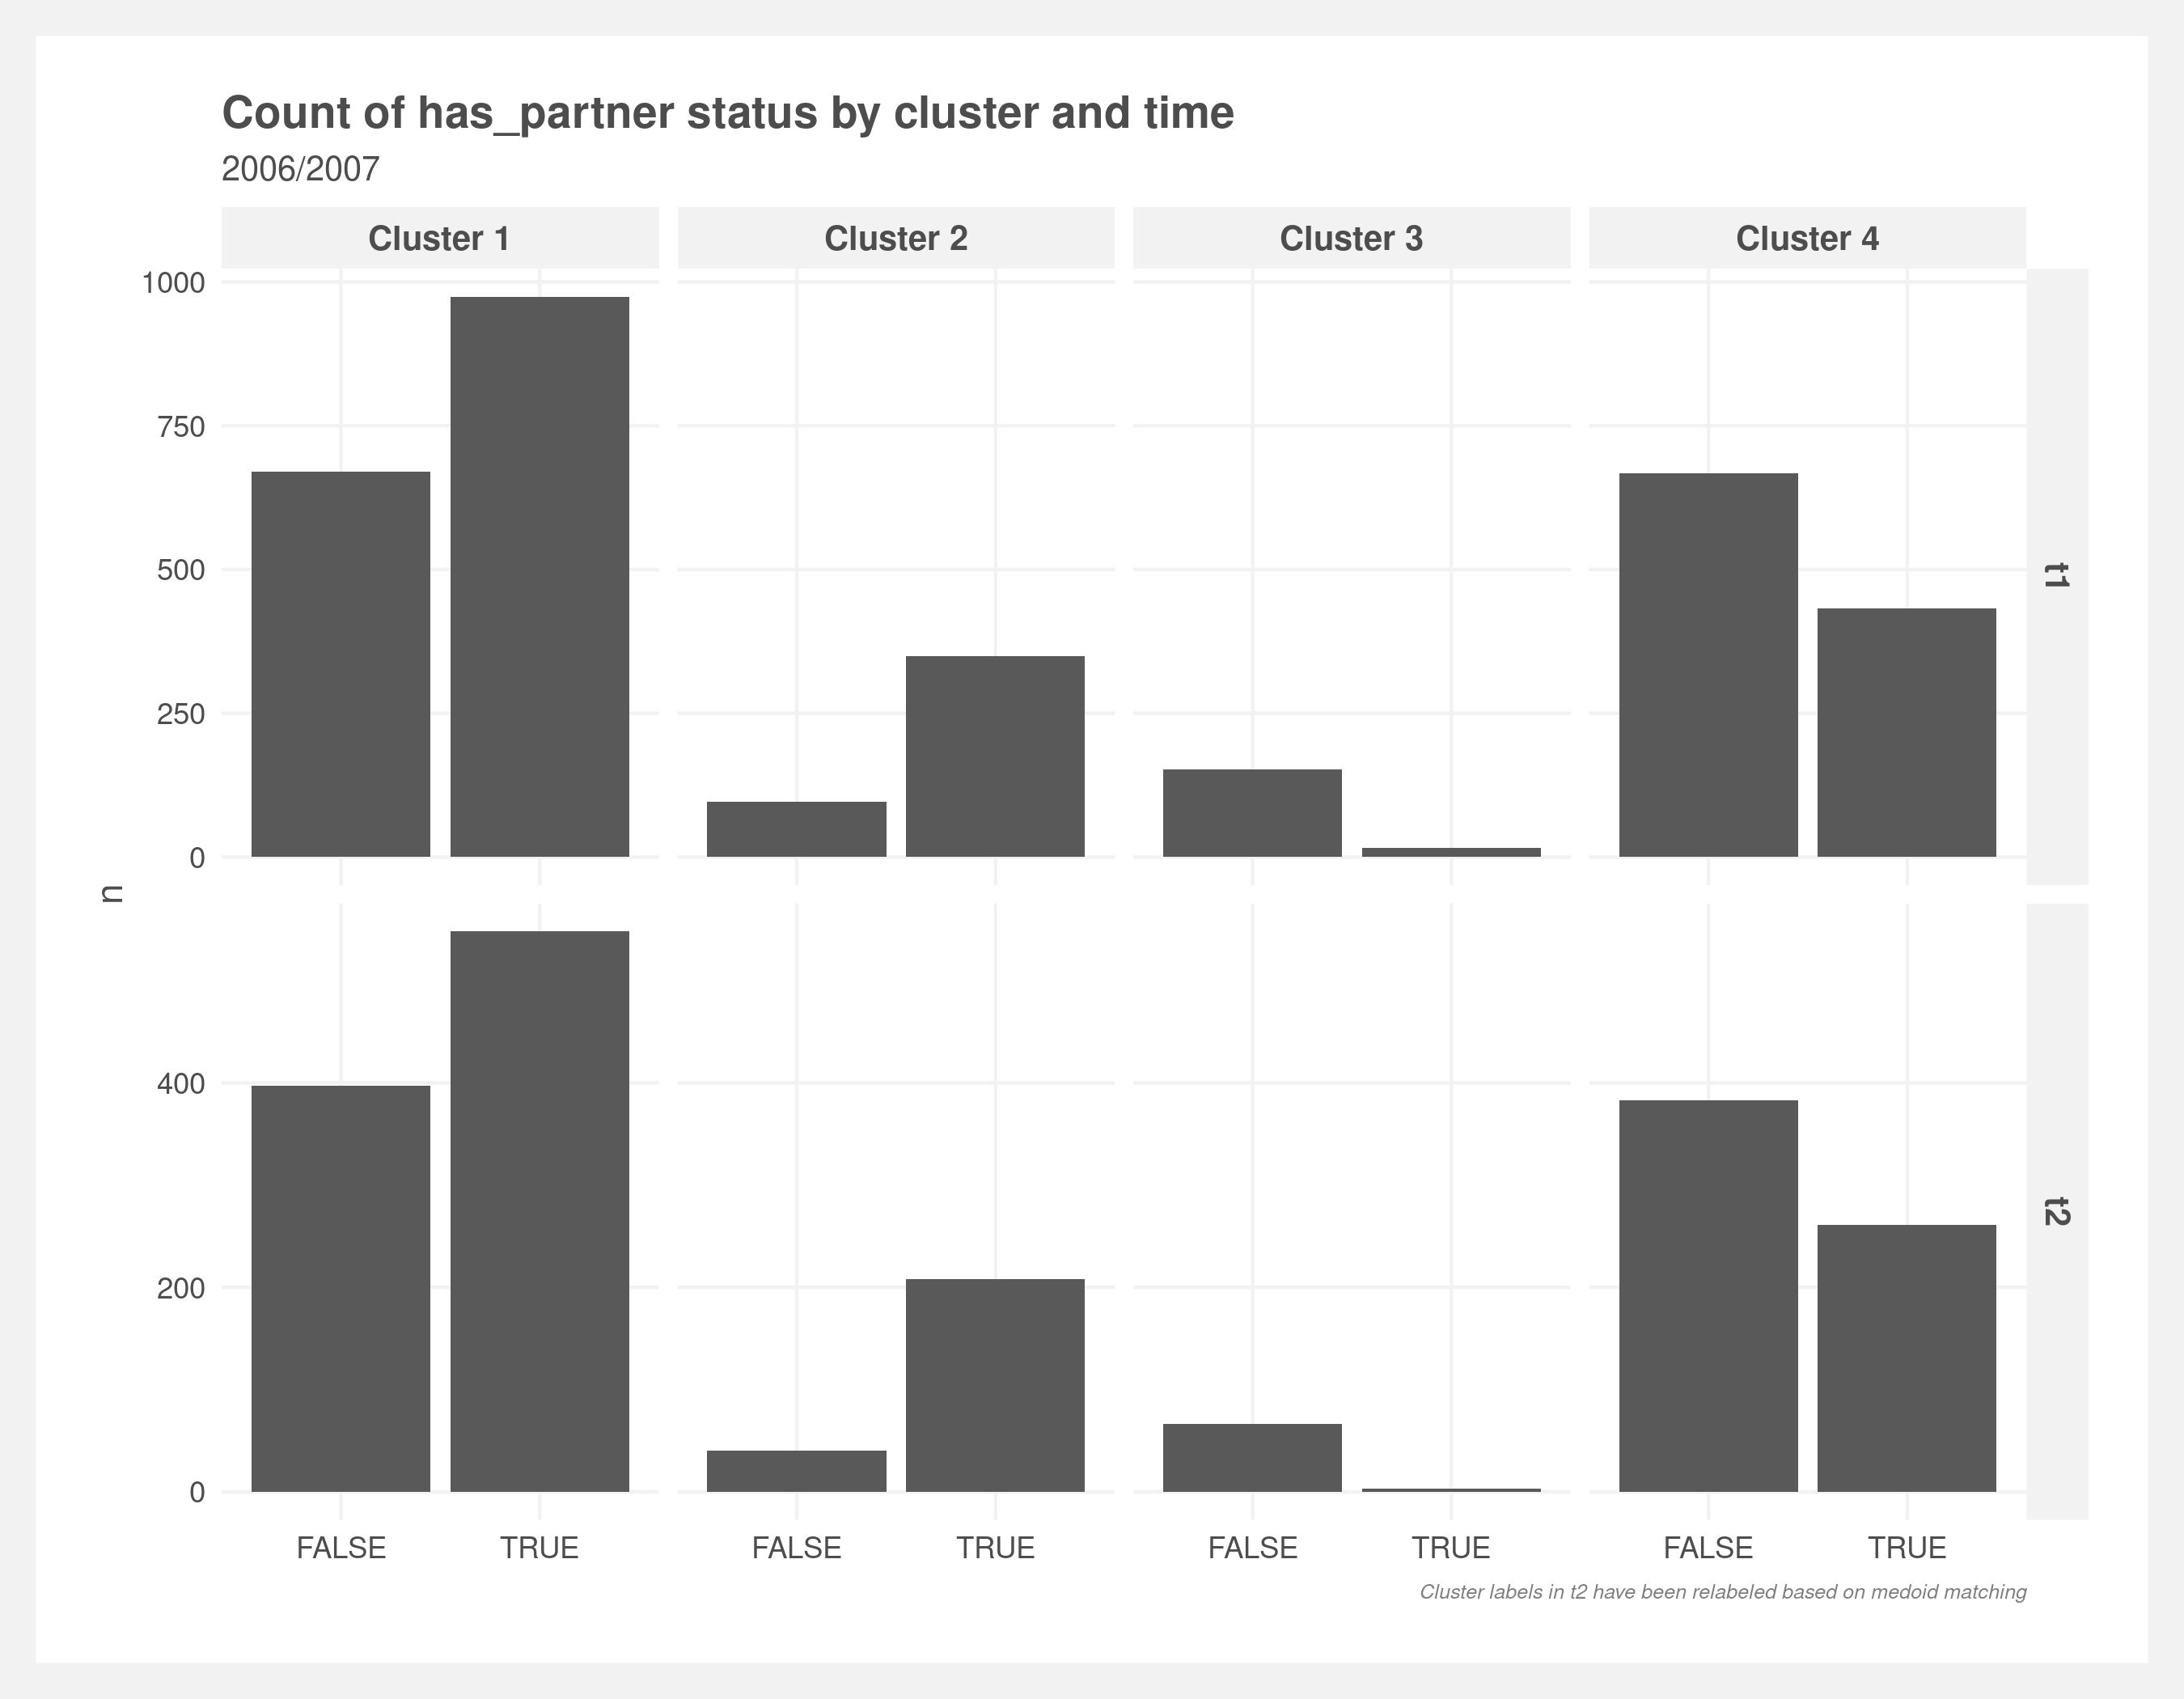 Count of has_partner status by cluster and time
2006/2007
Cluster 1
Cluster 2
Cluster 3
Cluster 4
1000
750
500
250
0
t1
n
400
200
0
t2
FALSE
TRUE
FALSE
TRUE
FALSE
TRUE
FALSE
TRUE
Cluster labels in t2 have been relabeled based on medoid matching